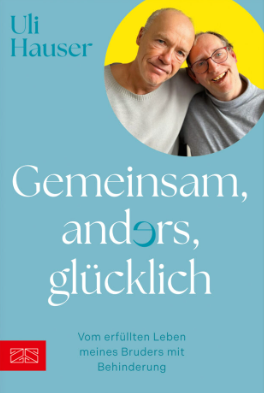 Uli
Hauser
Gemeinsam,
anders,
glücklich
Vom erfüllten Leben
meines Bruders mit
Behinderung